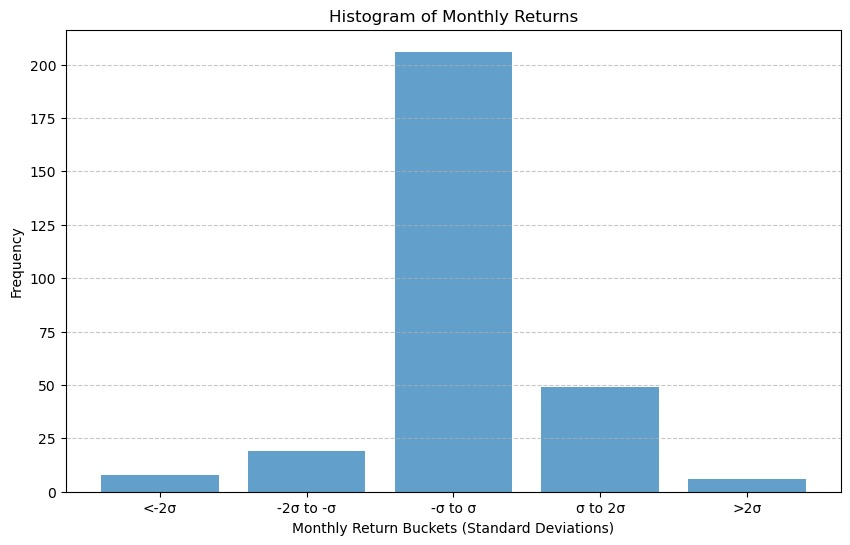 Histogram of Monthly Returns
Frequency
200
175
150
125
100
75
50
25
0
<-2σ
-2σ to -σ
-σ to σ
σ to 2σ
>2σ
Monthly Return Buckets (Standard Deviations)